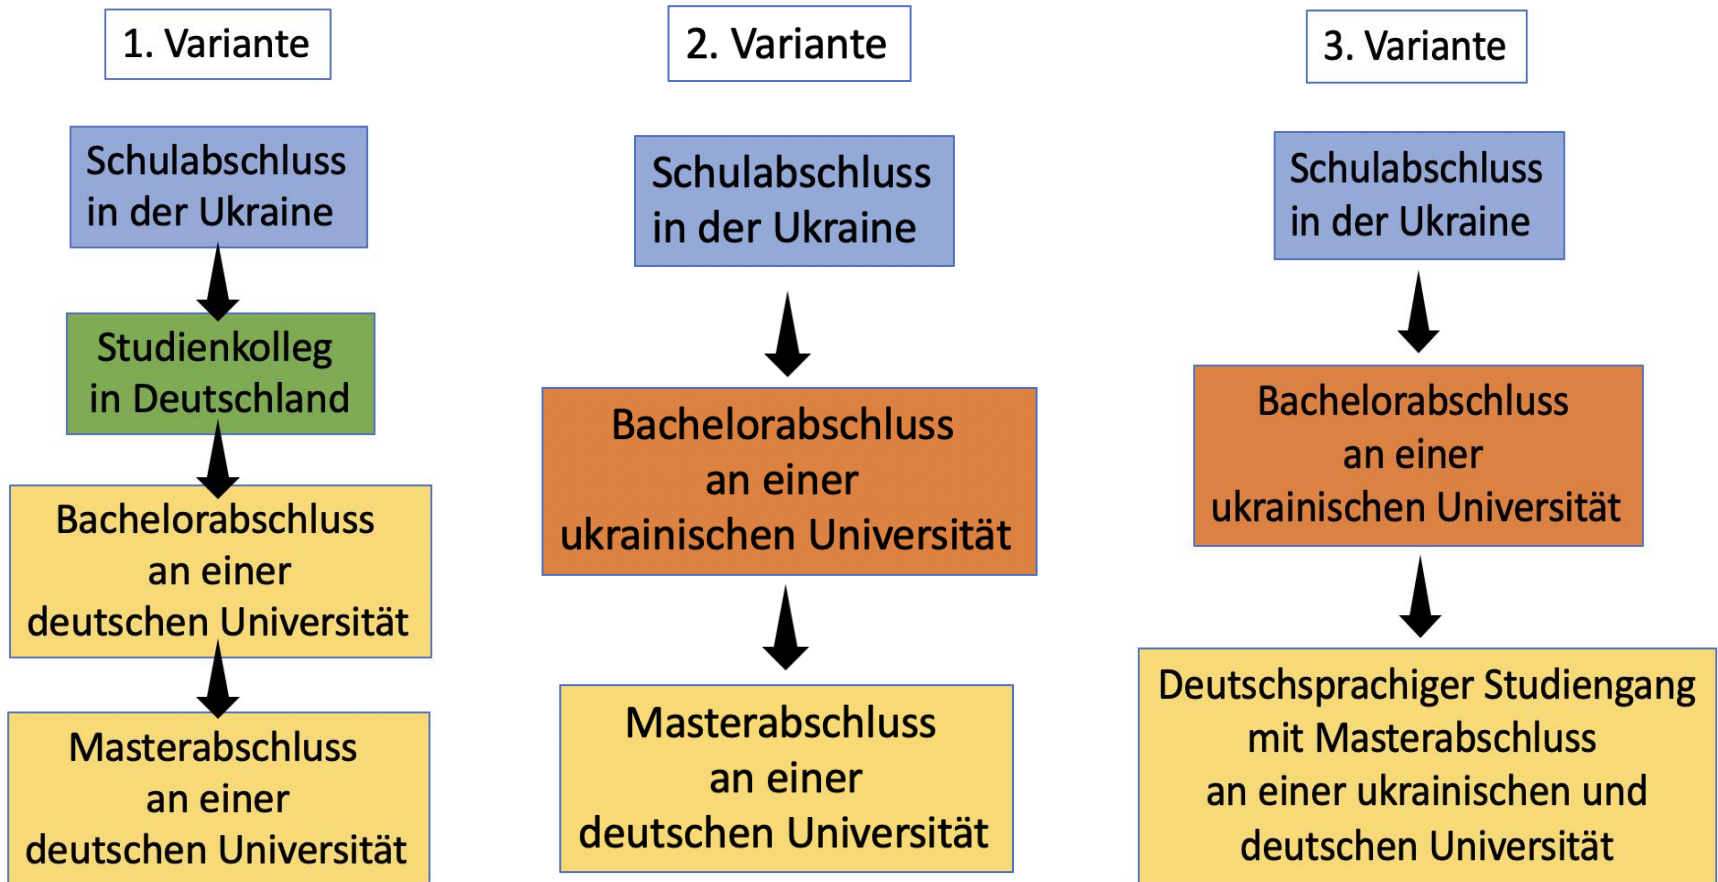 1. Variante
Schulabschluss
in der Ukraine
Studienkolleg
in Deutschland
Bachelorabschluss
an einer
deutschen Universität
Masterabschluss
an einer
deutschen Universität
2. Variante
Schulabschluss
in der Ukraine
Bachelorabschluss
an einer
ukrainischen Universität
Masterabschluss
an einer
deutschen Universität
3. Variante
Schulabschluss
in der Ukraine
Bachelorabschluss
an einer
ukrainischen Universität
Deutschsprachiger Studiengang
mit Masterabschluss
an einer ukrainischen und
deutschen Universität